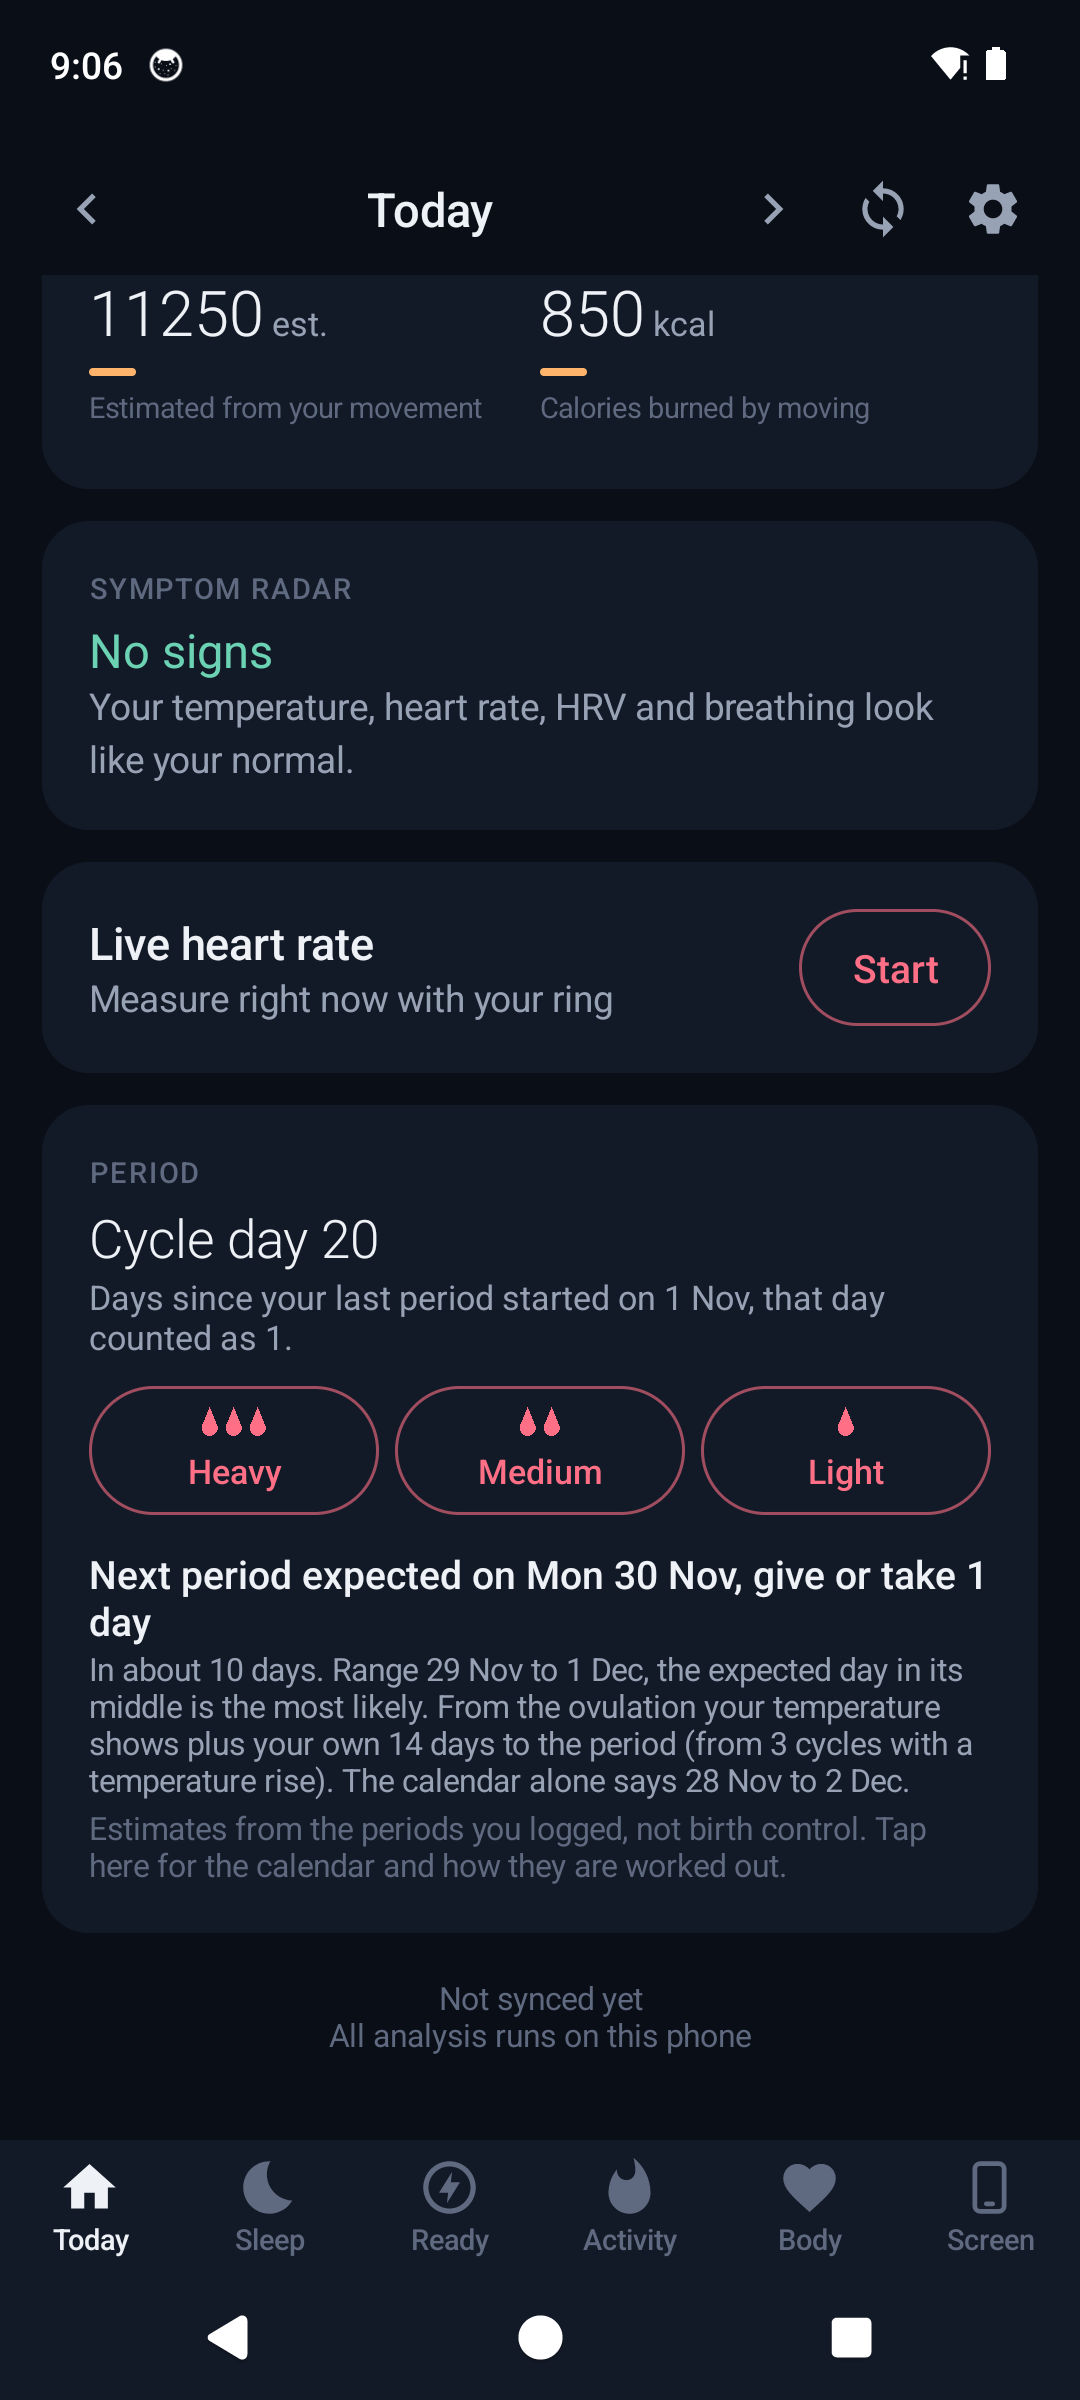 9:06
Today
11250 est.
850 kcal
Estimated from your movement
Calories burned by moving
SYMPTOM RADAR
No signs
Your temperature, heart rate, HRV and breathing look
like your normal.
Live heart rate
Measure right now with your ring
Start
PERIOD
Cycle day 20
Days since your last period started on 1 Nov, that day
counted as 1.
Heavy
Medium
Light
Next period expected on Mon 30 Nov, give or take 1
day
In about 10 days. Range 29 Nov to 1 Dec, the expected day in its
middle is the most likely. From the ovulation your temperature
shows plus your own 14 days to the period (from 3 cycles with a
temperature rise). The calendar alone says 28 Nov to 2 Dec.
Estimates from the periods you logged, not birth control. Tap
here for the calendar and how they are worked out.
Not synced yet
All analysis runs on this phone
Today
Sleep
Ready
Activity
Body
Screen